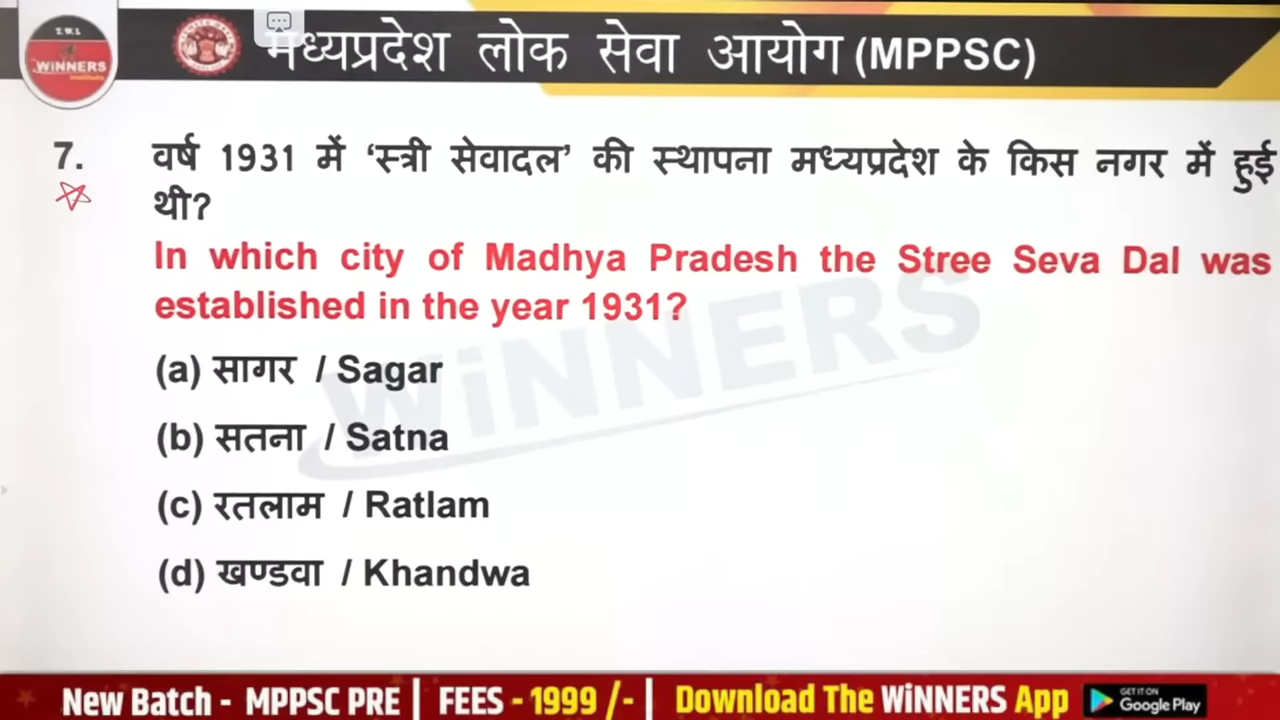 T.W.I.
WiNNERS
institute
मध्यप्रदेश लोक सेवा आयोग (MPPSC)
7. वर्ष 1931 में ‘स्त्री सेवादल’ की स्थापना मध्यप्रदेश के किस नगर में हुई
थी?
In which city of Madhya Pradesh the Stree Seva Dal was
established in the year 1931?
(a) सागर / Sagar
(b) सतना / Satna
(c) रतलाम / Ratlam
(d) खण्डवा / Khandwa
WiNNERS
New Batch - MPPSC PRE | FEES - 1999 /- | Download The WiNNERS App
GET IT ON
Google Play